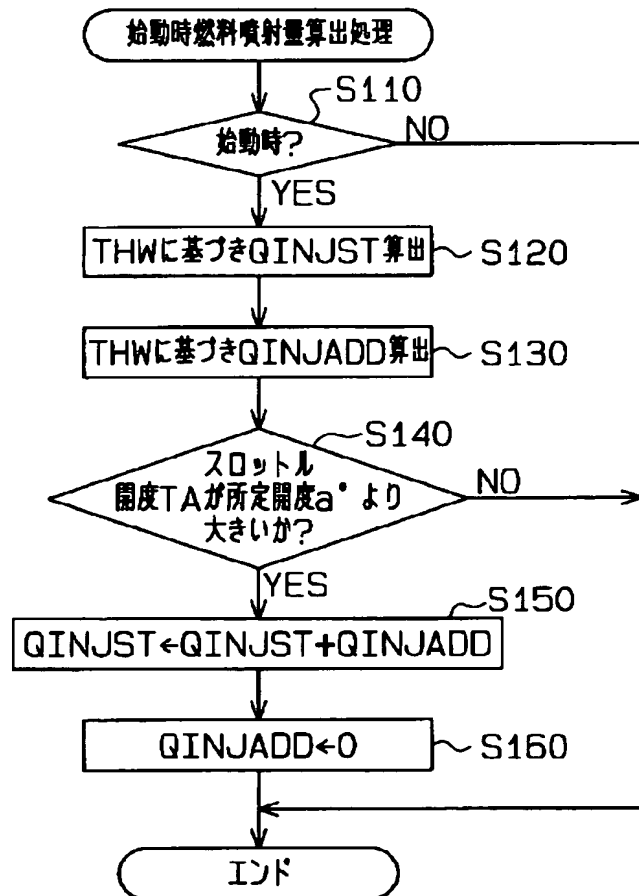 始動時燃料噴射量算出処理
S110
始動時?
NO
YES
THWに基づきQINJST算出
S120
THWに基づきQINJADD算出
S130
S140
スロットル
開度TAが所定開度a°より
大きいか?
NO
YES
S150
QINJST←QINJST+QINJADD
QINJADD←0
S160
エンド